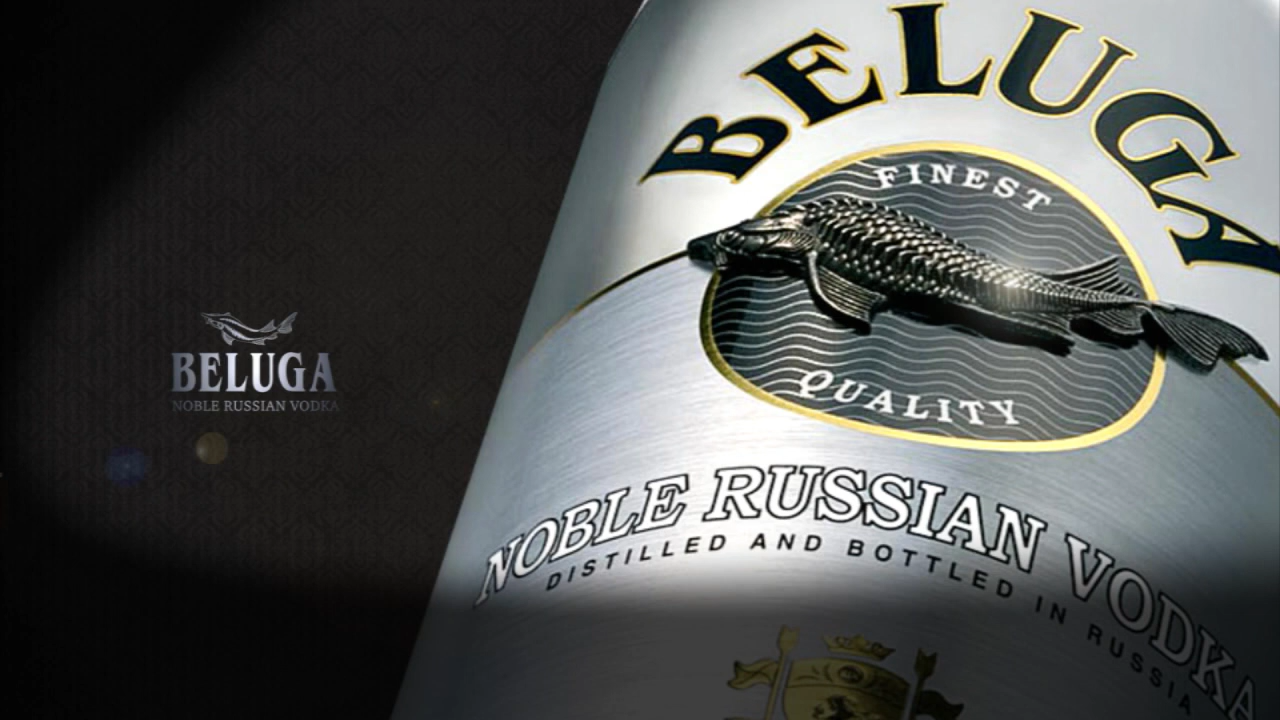 BELUGA
FINEST
QUALITY
NOBLE RUSSIAN VODKA
DISTILLED AND BOTTLED IN RUSSIA
BELUGA
NOBLE RUSSIAN VODKA